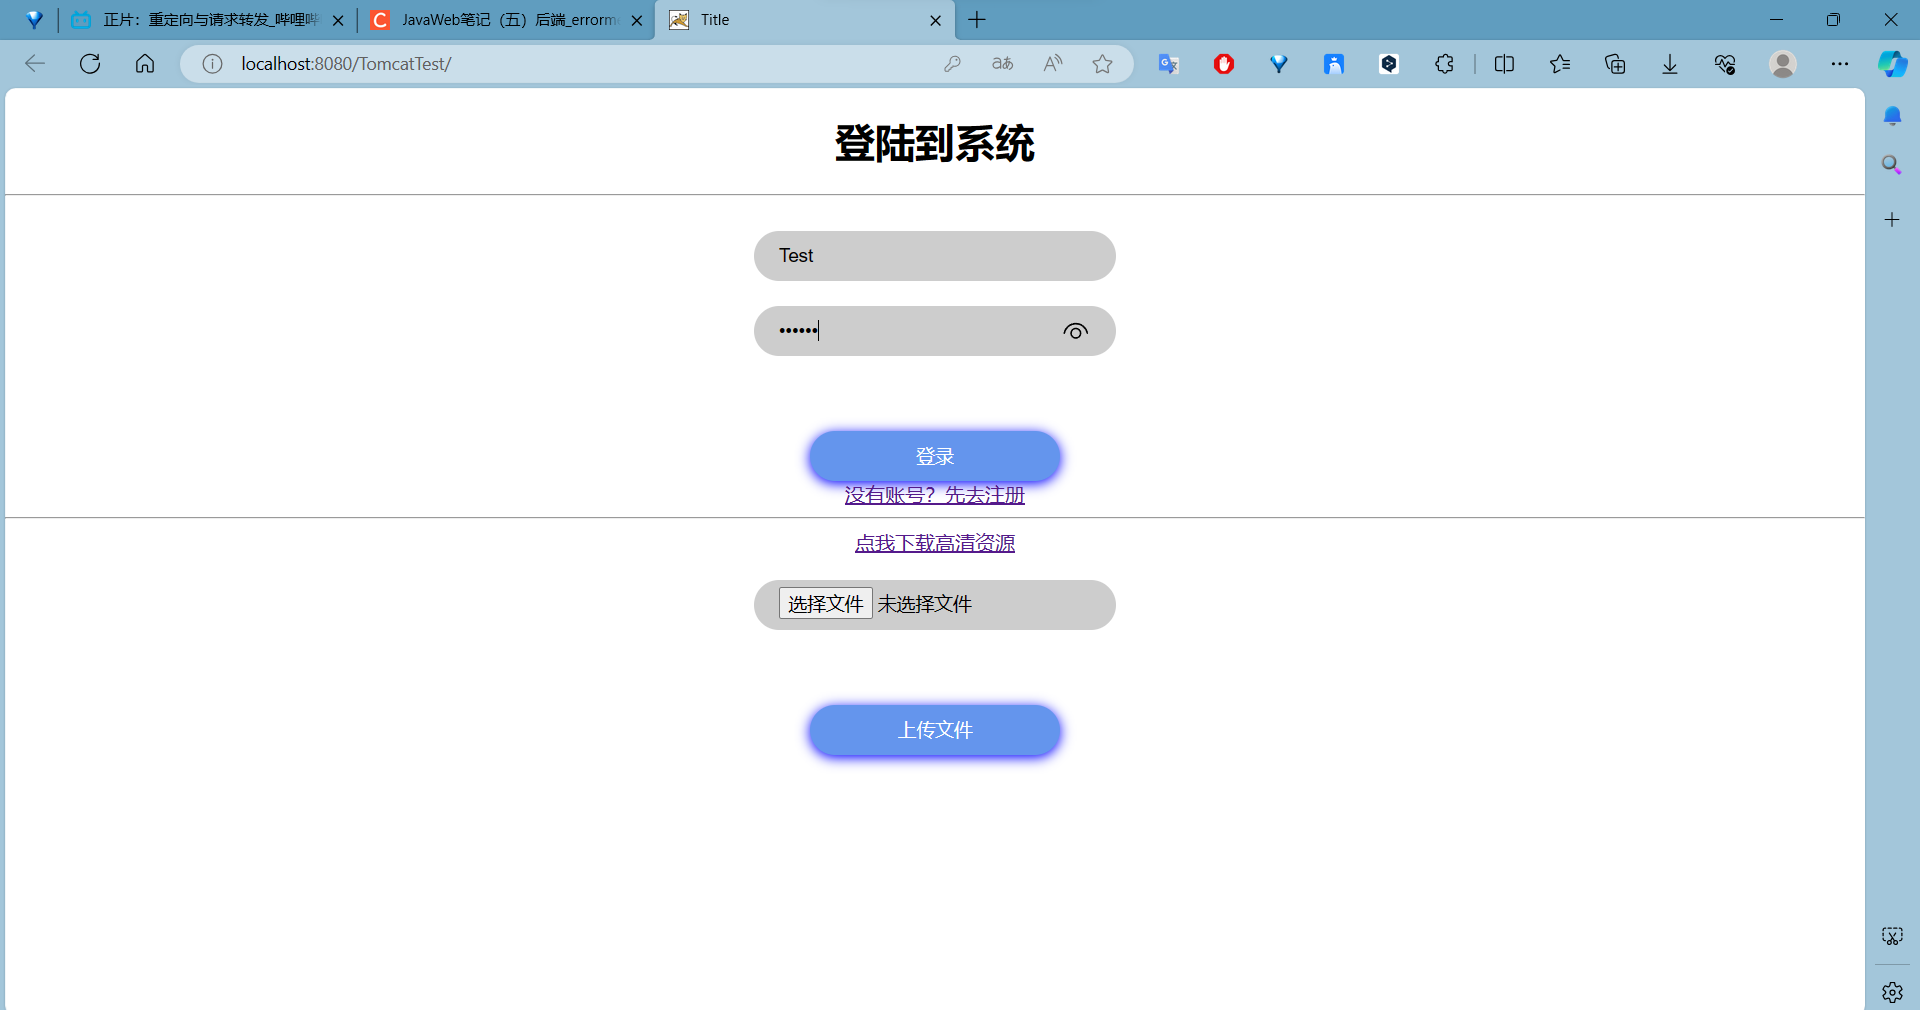 正片：重定向与请求转发_哔哩哔
JavaWeb笔记（五）后端_errorm
Title
localhost:8080/TomcatTest/
登陆到系统
Test
登录
没有账号？先去注册
点我下载高清资源
选择文件 未选择文件
上传文件